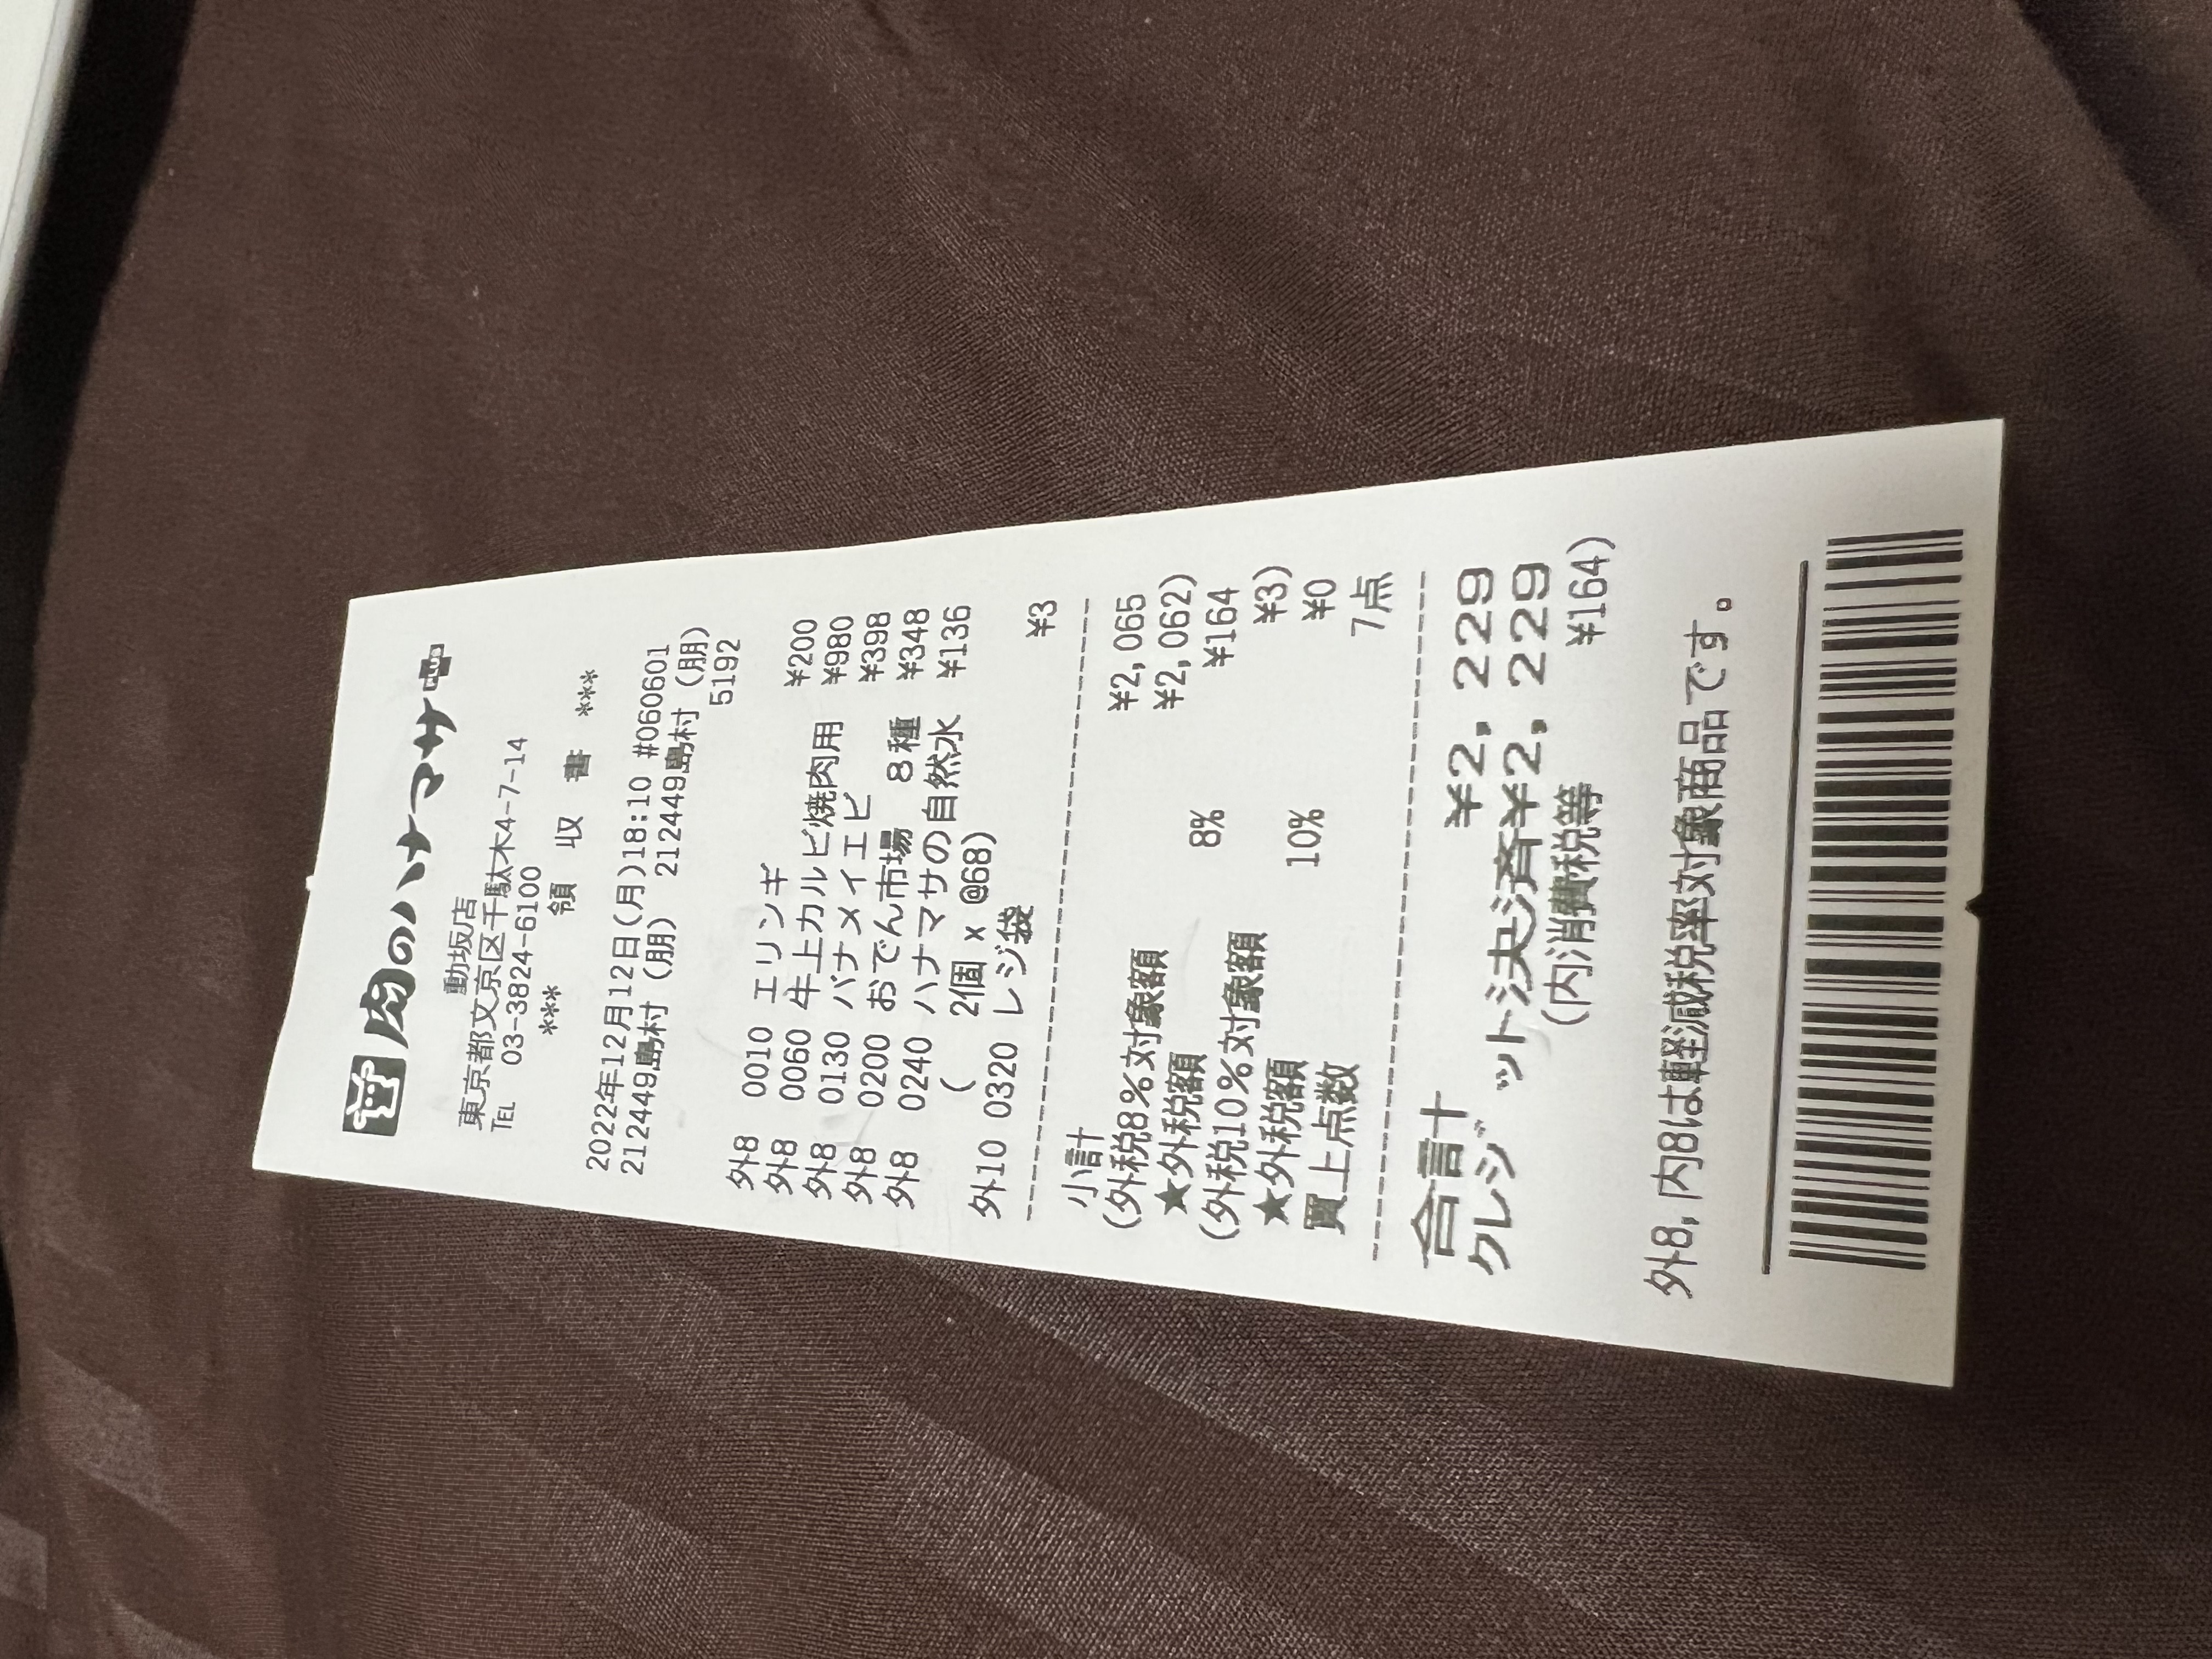 肉のハナマサ PLUS
動坂店
東京都文京区千駄木4-7-14
TEL 03-3824-6100
*** 領 収 書 ***
2022年12月12日(月)18:10 #060601
212449島村（朋） 212449島村（朋）
5192
外8 0010 エリンギ ¥200
外8 0060 牛上カルビ焼肉用 ¥980
外8 0130 バナメイエビ ¥398
外8 0200 おでん市場 8種 ¥348
外8 0240 ハナマサの自然水 ¥136
( 2個 x @68)
外10 0320 レジ袋 ¥3
小計 ¥2,065
(外税8%対象額 ¥2,062)
★外税額 8% ¥164
(外税10%対象額 ¥3)
★外税額 10% ¥0
買上点数 7点
合計 ¥2,229
クレジット決済¥2,229
(内消費税等 ¥164)
外8,内8は軽減税率対象商品です。